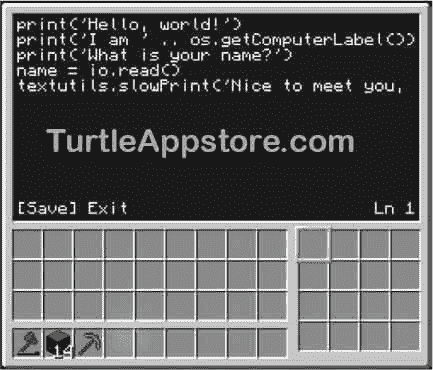 print('Hello, world!')
print('I am ' .. os.getComputerLabel())
print('What is your name?')
name = io.read()
textutils.slowPrint('Nice to meet you,
TurtleAppstore.com
[Save] Exit Ln 1
14